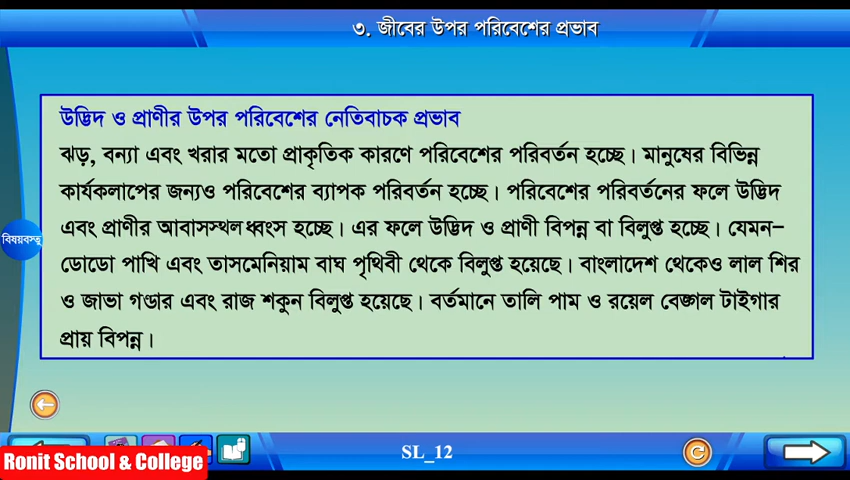 ৩. জীবের উপর পরিবেশের প্রভাব
উদ্ভিদ ও প্রাণীর উপর পরিবেশের নেতিবাচক প্রভাব
ঝড়, বন্যা এবং খরার মতো প্রাকৃতিক কারণে পরিবেশের পরিবর্তন হচ্ছে। মানুষের বিভিন্ন
কার্যকলাপের জন্যও পরিবেশের ব্যাপক পরিবর্তন হচ্ছে। পরিবেশের পরিবর্তনের ফলে উদ্ভিদ
এবং প্রাণীর আবাসস্থল ধ্বংস হচ্ছে। এর ফলে উদ্ভিদ ও প্রাণী বিপন্ন বা বিলুপ্ত হচ্ছে। যেমন–
ডোডো পাখি এবং তাসমেনিয়াম বাঘ পৃথিবী থেকে বিলুপ্ত হয়েছে। বাংলাদেশ থেকেও লাল শির
ও জাভা গণ্ডার এবং রাজ শকুন বিলুপ্ত হয়েছে। বর্তমানে তালি পাম ও রয়েল বেঙ্গল টাইগার
প্রায় বিপন্ন।
বিষয়বস্তু
SL_12
Ronit School & College